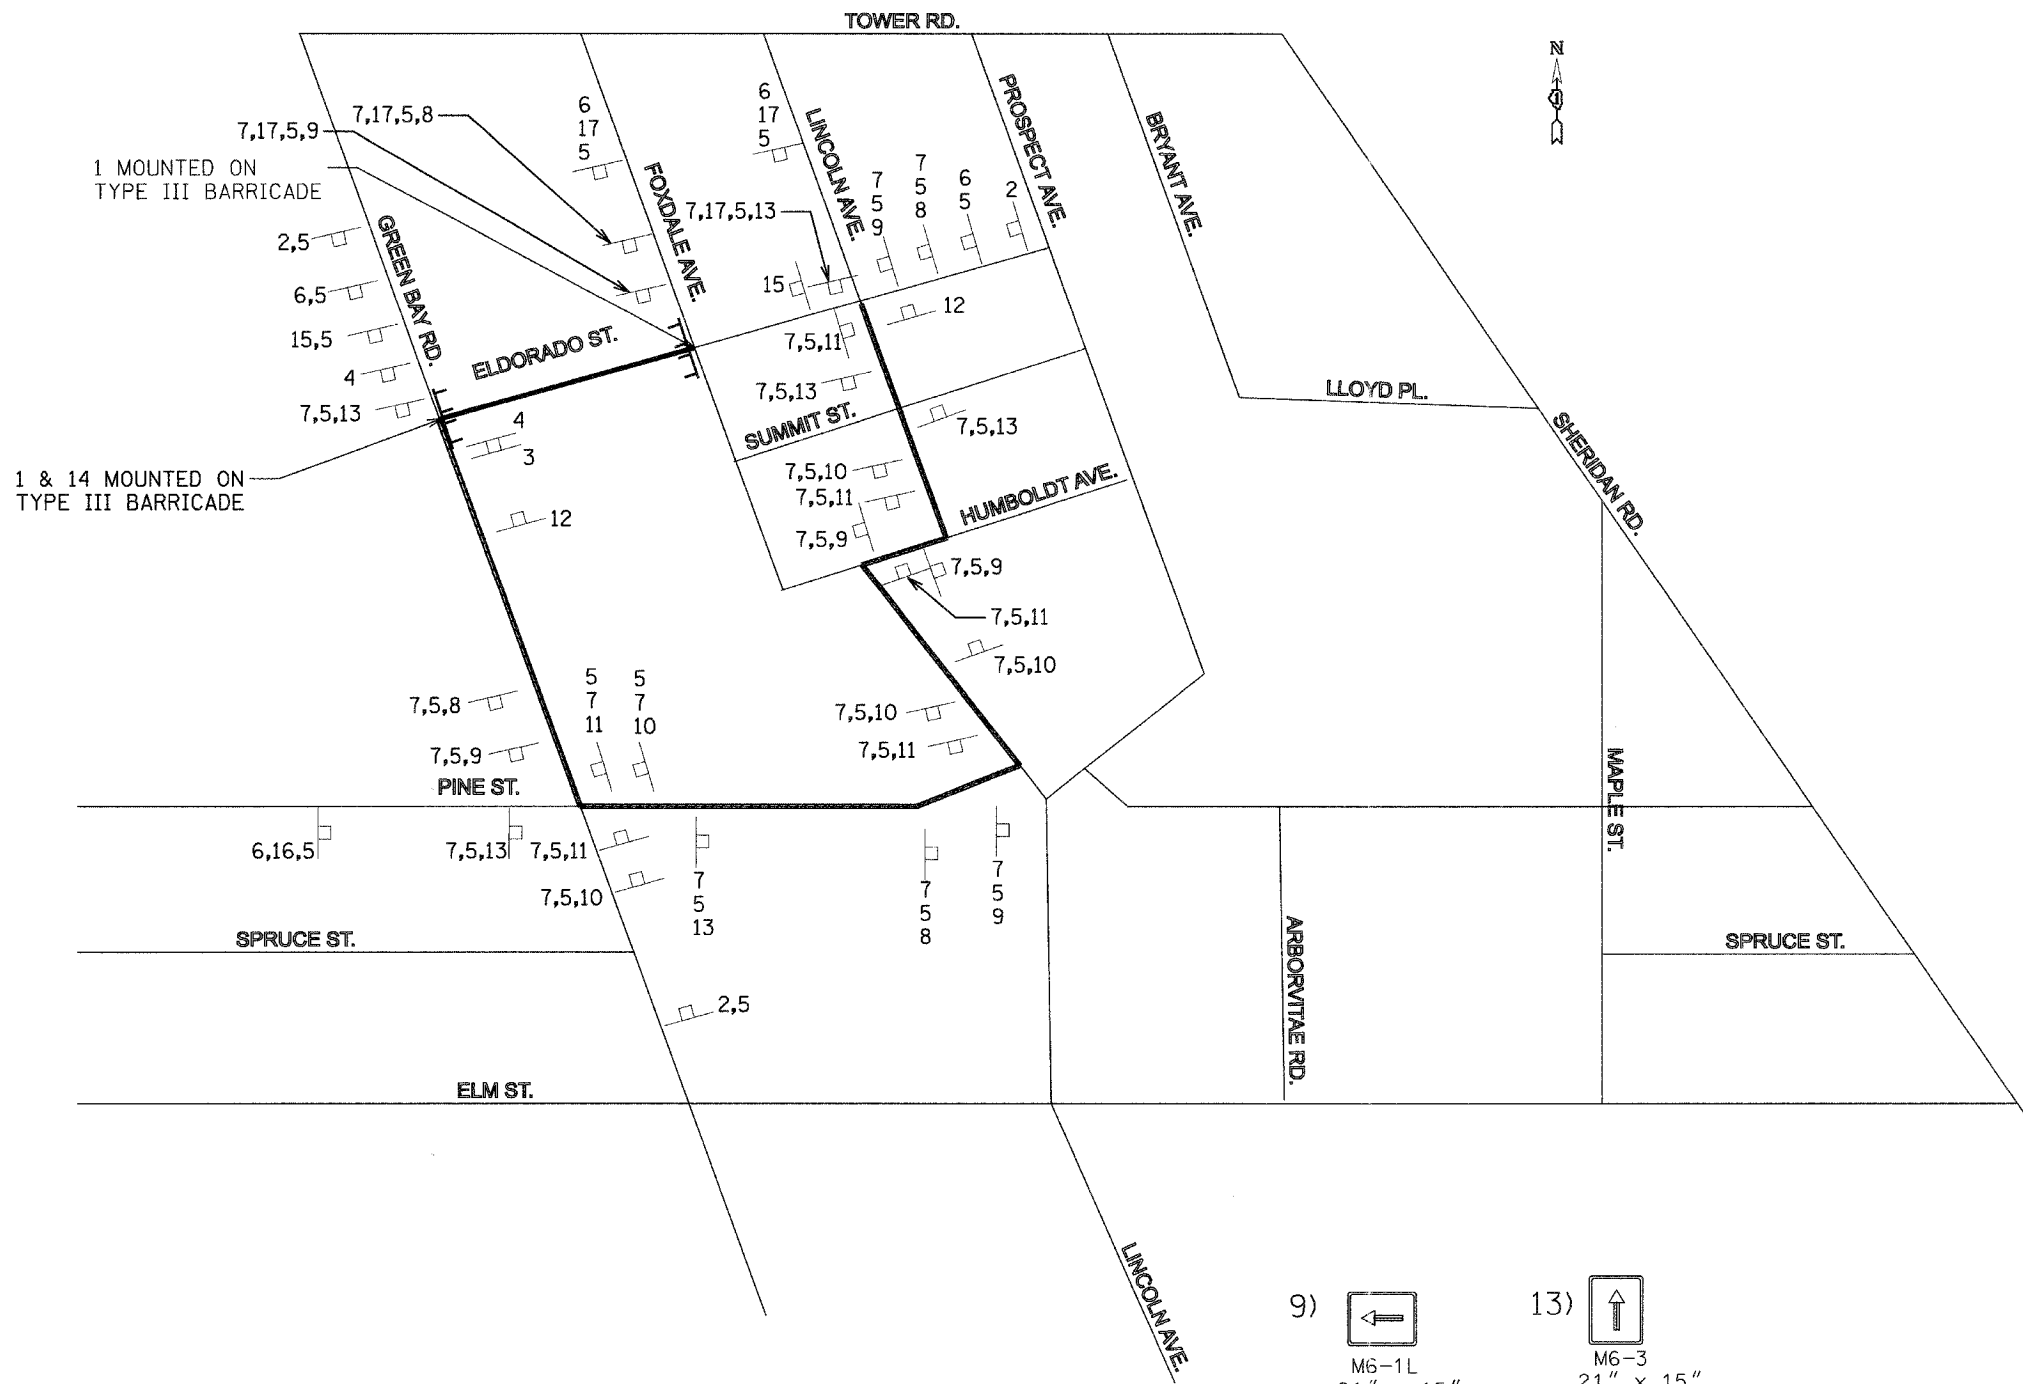 TOWER RD.
N
6
17
5
7,17,5,8
6
17
5
7,17,5,9
1 MOUNTED ON
TYPE III BARRICADE
LINCOLN AVE.
PROSPECT AVE.
BRYANT AVE.
FOXDALE AVE.
7
5
9
7
5
8
6
5
2
7,17,5,13
GREEN BAY RD.
2,5
6,5
15
12
15,5
ELDORADO ST.
7,5,11
4
7,5,13
7,5,13
SUMMIT ST.
LLOYD PL.
SHERIDAN RD.
4
3
7,5,13
1 & 14 MOUNTED ON
TYPE III BARRICADE
7,5,10
7,5,11
HUMBOLDT AVE.
12
7,5,9
7,5,9
7,5,11
7,5,10
5
7
11
5
7
10
7,5,8
7,5,10
7,5,11
7,5,9
PINE ST.
MAPLE ST.
6,16,5
7,5,13
7,5,11
7,5,10
7
5
13
7
5
8
7
5
9
SPRUCE ST.
ARBORVITAE RD.
SPRUCE ST.
2,5
ELM ST.
LINCOLN AVE.
9)
M6-1L
13)
M6-3
21" x 15"